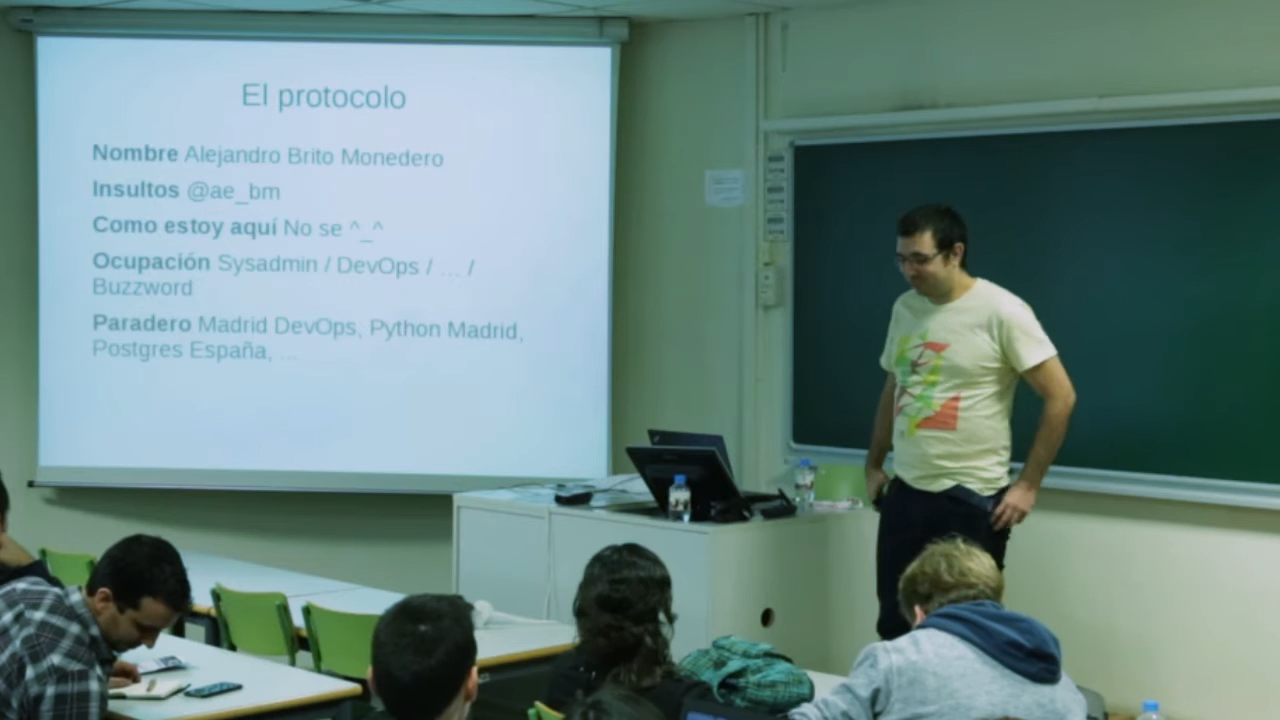 El protocolo
Nombre Alejandro Brito Monedero
Insultos @ae_bm
Como estoy aquí No se ^_^
Ocupación Sysadmin / DevOps / ... /
Buzzword
Paradero Madrid DevOps, Python Madrid,
Postgres España, ...